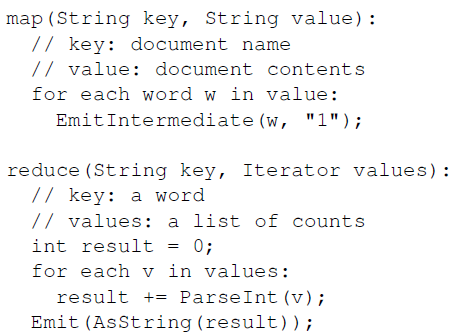 map(String key, String value):
// key: document name
// value: document contents
for each word w in value:
EmitIntermediate(w, "1");
reduce(String key, Iterator values):
// key: a word
// values: a list of counts
int result = 0;
for each v in values:
result += ParseInt(v);
Emit(AsString(result));